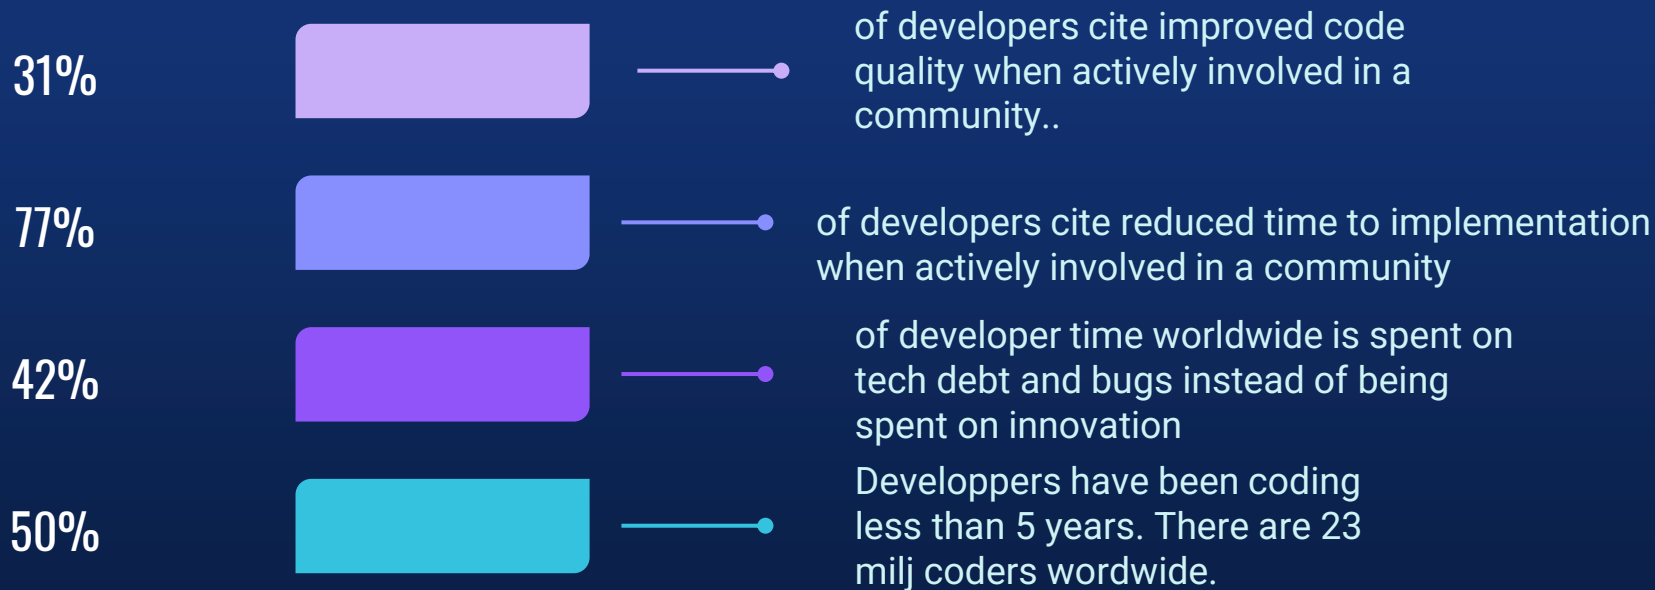 31%
of developers cite improved code
quality when actively involved in a
community..
77%
of developers cite reduced time to implementation
when actively involved in a community
42%
of developer time worldwide is spent on
tech debt and bugs instead of being
spent on innovation
50%
Developpers have been coding
less than 5 years. There are 23
milj coders wordwide.